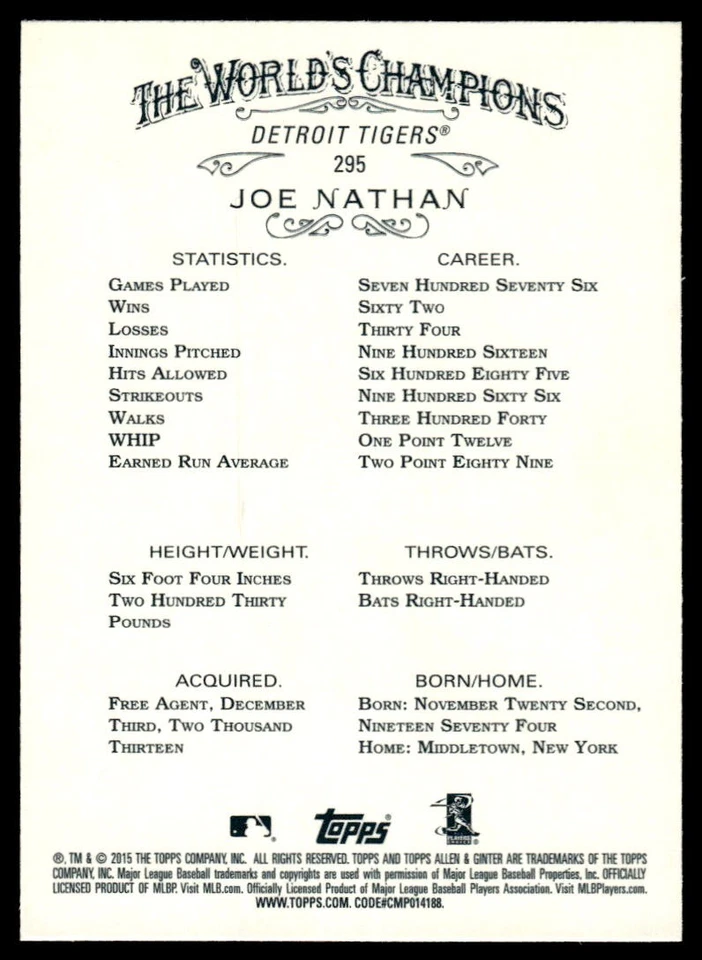 THE WORLD'S CHAMPIONS
DETROIT TIGERS®
295
JOE NATHAN
STATISTICS.
GAMES PLAYED
WINS
LOSSES
INNINGS PITCHED
HITS ALLOWED
STRIKEOUTS
WALKS
WHIP
EARNED RUN AVERAGE
CAREER.
SEVEN HUNDRED SEVENTY SIX
SIXTY TWO
THIRTY FOUR
NINE HUNDRED SIXTEEN
SIX HUNDRED EIGHTY FIVE
NINE HUNDRED SIXTY SIX
THREE HUNDRED FORTY
ONE POINT TWELVE
TWO POINT EIGHTY NINE
HEIGHT/WEIGHT.
SIX FOOT FOUR INCHES
TWO HUNDRED THIRTY
POUNDS
THROWS/BATS.
THROWS RIGHT-HANDED
BATS RIGHT-HANDED
ACQUIRED.
FREE AGENT, DECEMBER
THIRD, TWO THOUSAND
THIRTEEN
BORN/HOME.
BORN: NOVEMBER TWENTY SECOND,
NINETEEN SEVENTY FOUR
HOME: MIDDLETOWN, NEW YORK
Topps®
PLAYERS
®, TM & © 2015 THE TOPPS COMPANY, INC. ALL RIGHTS RESERVED. TOPPS AND TOPPS ALLEN & GINTER ARE TRADEMARKS OF THE TOPPS
COMPANY, INC. Major League Baseball trademarks and copyrights are used with permission of Major League Baseball Properties, Inc. OFFICIALLY
LICENSED PRODUCT OF MLBP. Visit MLB.com. Officially Licensed Product of Major League Baseball Players Association. Visit MLBPlayers.com.
WWW.TOPPS.COM. CODE#CMP014188.